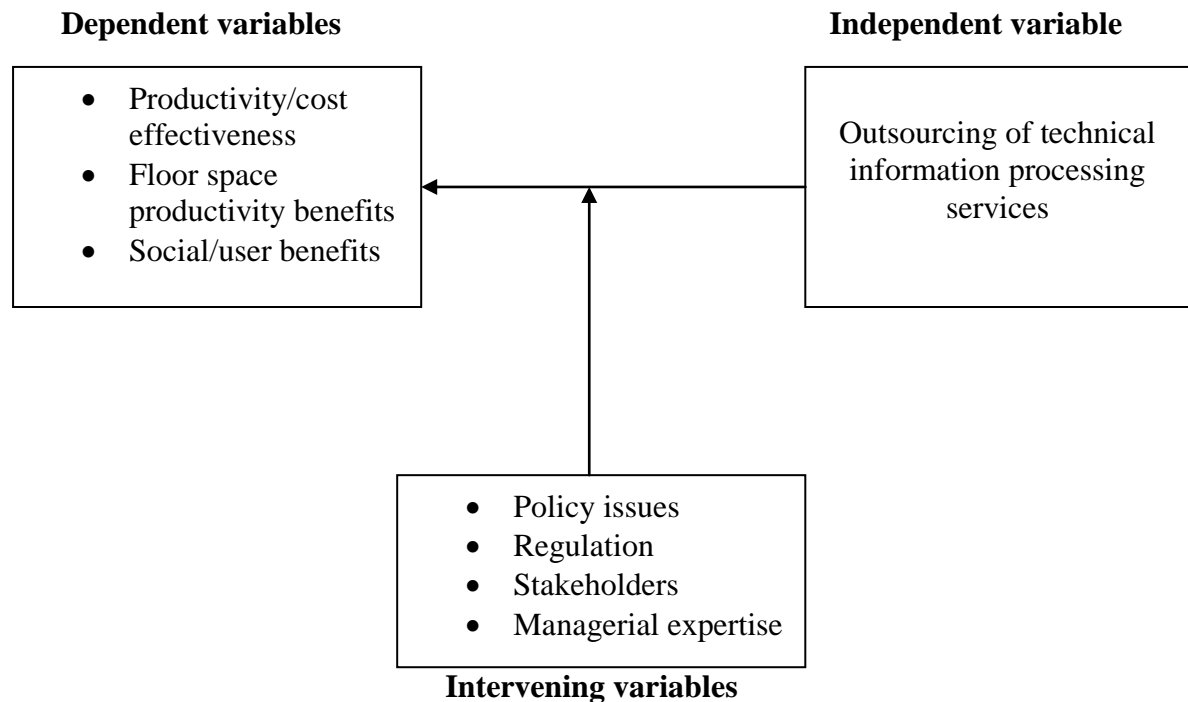 Dependent variables
Independent variable
• Productivity/cost
effectiveness
• Floor space
productivity benefits
• Social/user benefits
Outsourcing of technical
information processing
services
• Policy issues
• Regulation
• Stakeholders
• Managerial expertise
Intervening variables